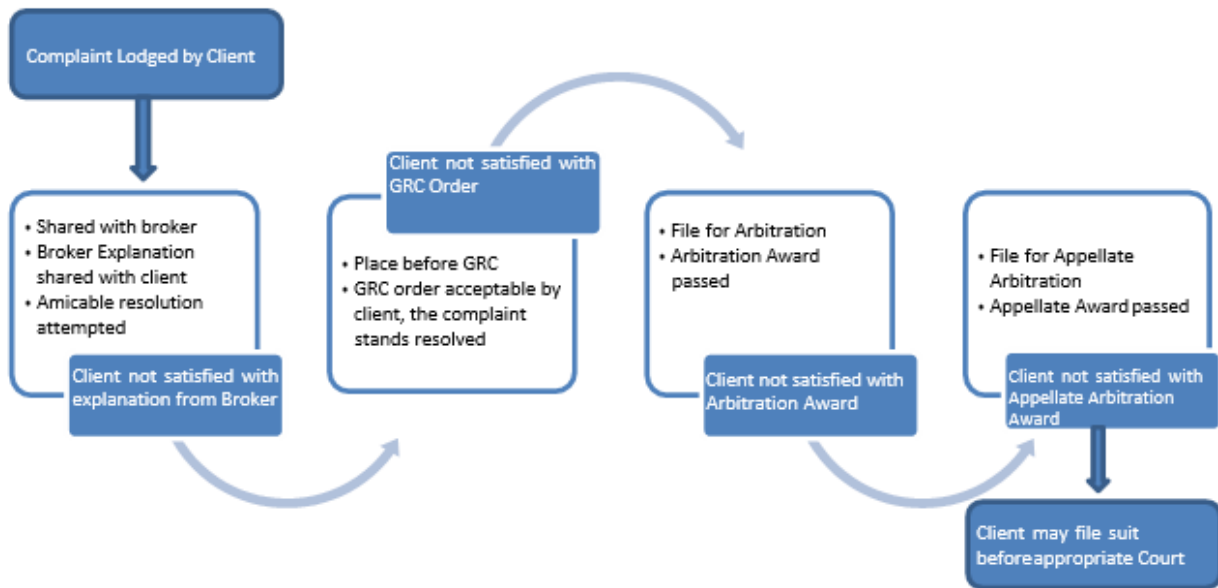 Complaint Lodged by Client
• Shared with broker
• Broker Explanation
shared with client
• Amicable resolution
attempted
Client not satisfied with
explanation from Broker
Client not satisfied with
GRC Order
• Place before GRC
• GRC order acceptable by
client, the complaint
stands resolved
• File for Arbitration
• Arbitration Award
passed
Client not satisfied with
Arbitration Award
• File for Appellate
Arbitration
• Appellate Award passed
Client not satisfied with
Appellate Arbitration
Award
Client may file suit
beforeappropriate Court